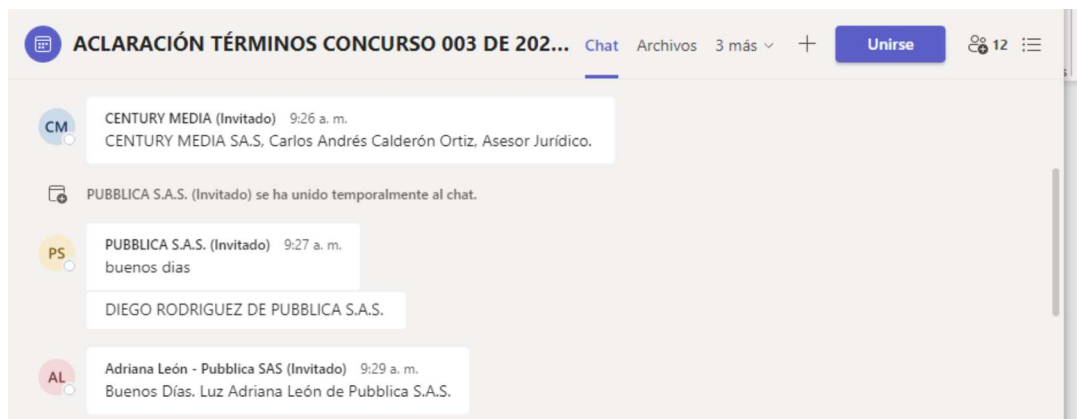 ACLARACIÓN TÉRMINOS CONCURSO 003 DE 202... Chat Archivos 3 más + Unirse 12
CM CENTURY MEDIA (Invitado) 9:26 a. m.
CENTURY MEDIA SA.S, Carlos Andrés Calderón Ortiz, Asesor Jurídico.
PUBBLICA S.A.S. (Invitado) se ha unido temporalmente al chat.
PS PUBBLICA S.A.S. (Invitado) 9:27 a. m.
buenos dias
DIEGO RODRIGUEZ DE PUBBLICA S.A.S.
AL Adriana León - Pubblica SAS (Invitado) 9:29 a. m.
Buenos Días. Luz Adriana León de Pubblica S.A.S.